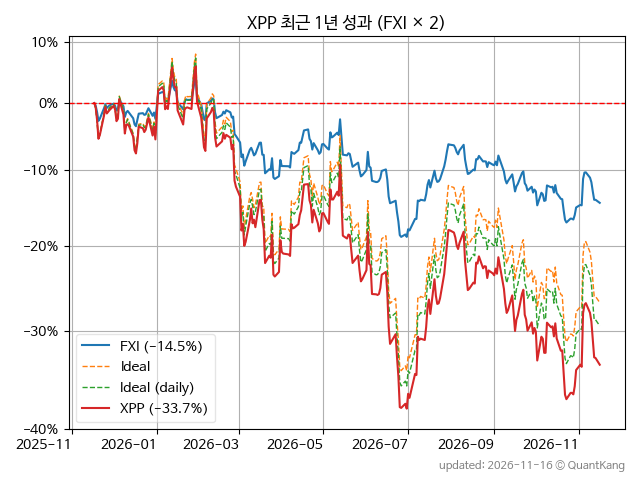 XPP 최근 1년 성과 (FXI × 2)
10%
0%
−10%
−20%
−30%
−40%
FXI (−14.5%)
Ideal
Ideal (daily)
XPP (−33.7%)
2025-11
2026-01
2026-03
2026-05
2026-07
2026-09
2026-11
updated: 2026-11-16 © QuantKang